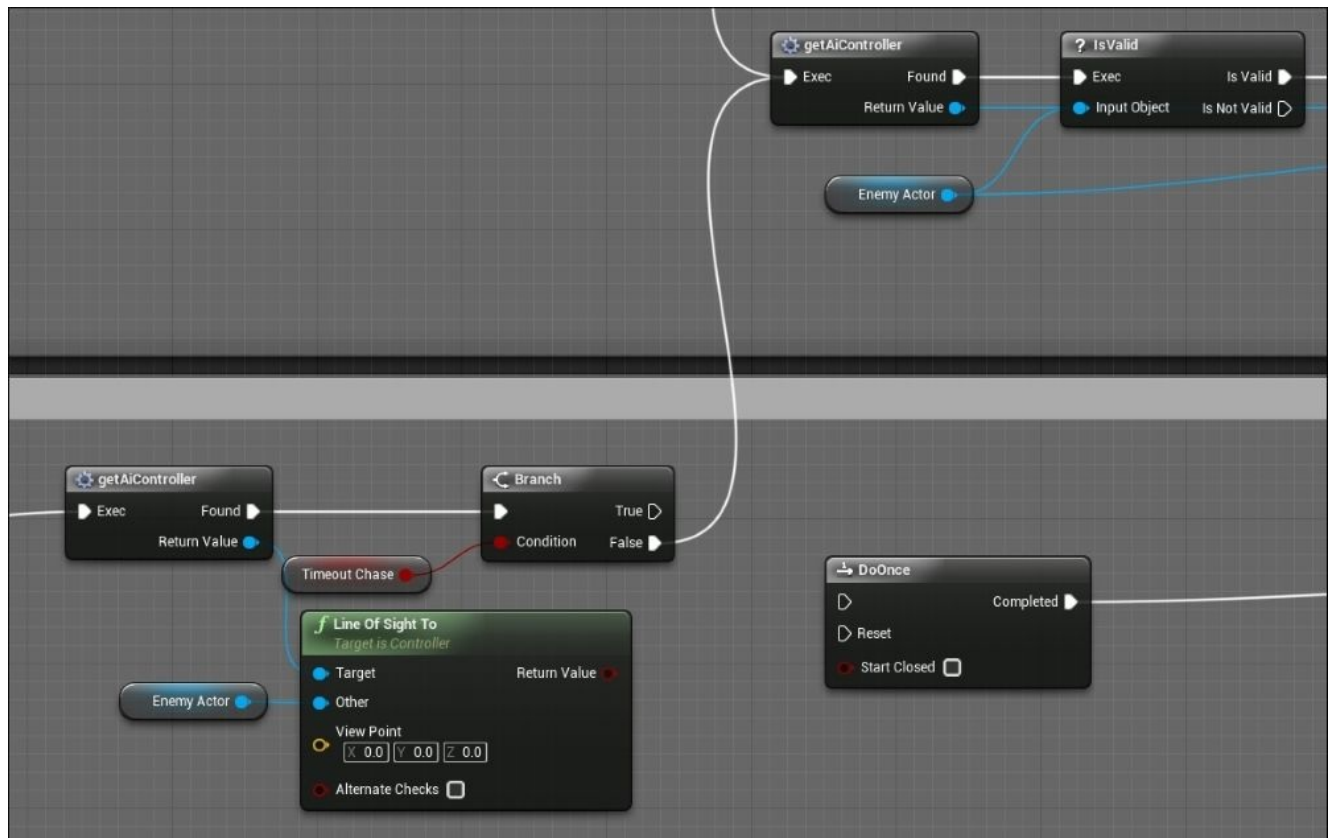 getAiController
Exec Found
Return Value
? IsValid
Exec Is Valid
Input Object Is Not Valid
Enemy Actor
getAiController
Exec Found
Return Value
Branch
True
Condition False
Timeout Chase
f Line Of Sight To
Target is Controller
Target Return Value
Other
View Point
X 0.0 Y 0.0 Z 0.0
Alternate Checks
Enemy Actor
DoOnce
Completed
Reset
Start Closed